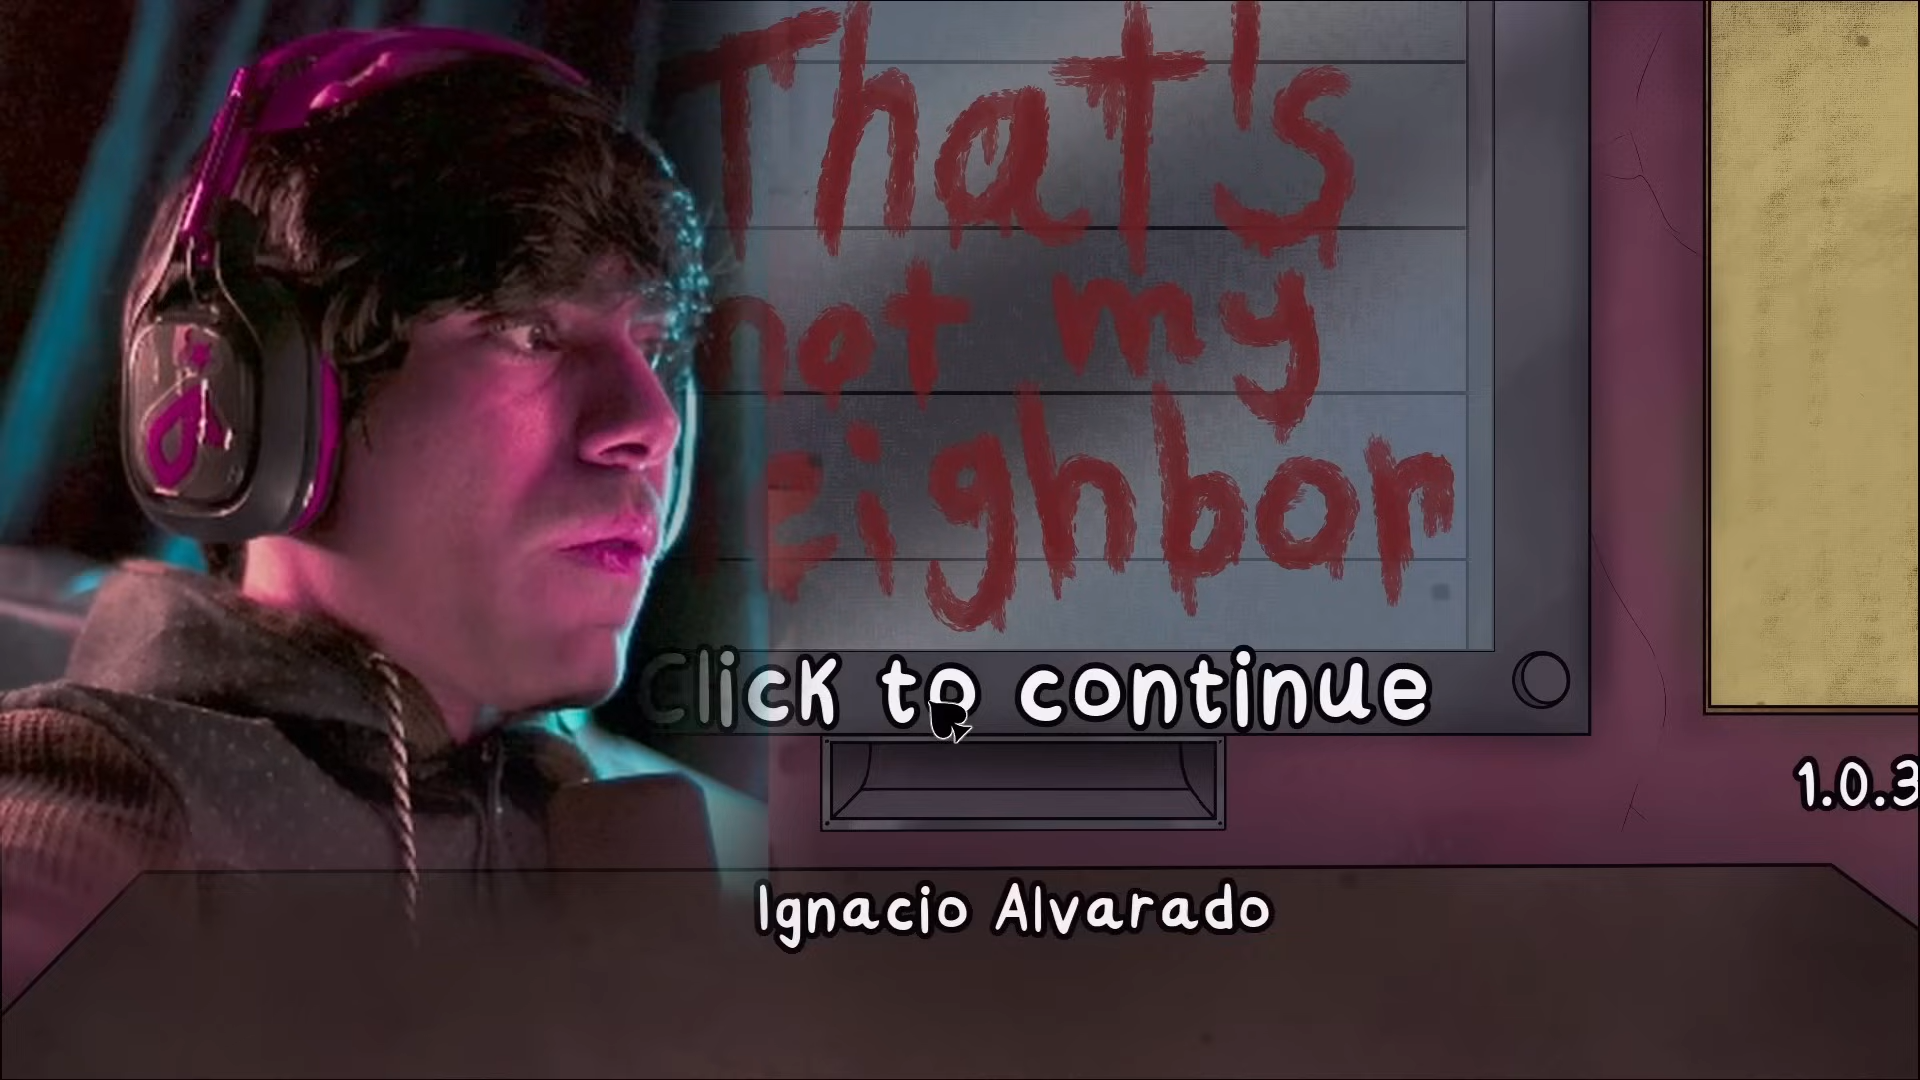 That's
not my
neighbor
Click to continue
1.0.3
Ignacio Alvarado